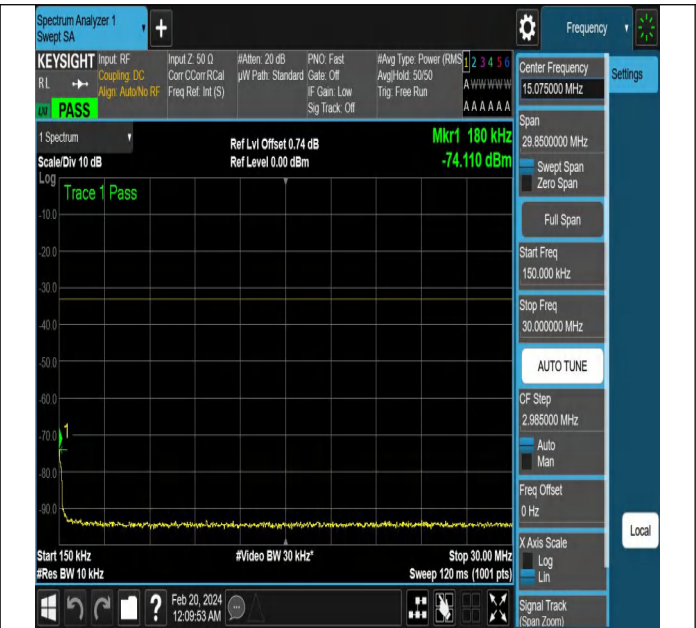 Spectrum Analyzer 1
Swept SA
+
Frequency
KEYSIGHT
RL
PASS
Input: RF
Coupling: DC
Align: Auto/No RF
Input Z: 50 Ω
Corr CCorr RCal
Freq Ref: Int (S)
#Atten: 20 dB
µW Path: Standard
PNO: Fast
Gate: Off
IF Gain: Low
Sig Track: Off
#Avg Type: Power (RMS
Avg|Hold: 50/50
Trig: Free Run
1 2 3 4 5 6
A W W W W W
A A A A A A
Center Frequency
15.075000 MHz
Settings
Span
29.8500000 MHz
Swept Span
Zero Span
Full Span
Start Freq
150.000 kHz
Stop Freq
30.000000 MHz
AUTO TUNE
CF Step
2.985000 MHz
Auto
Man
Freq Offset
0 Hz
X Axis Scale
Log
Lin
Local
Signal Track
(Span Zoom)
1 Spectrum
Scale/Div 10 dB
Ref Lvl Offset 0.74 dB
Ref Level 0.00 dBm
Mkr1 180 kHz
-74.110 dBm
Log
Trace 1 Pass
-10.0
-20.0
-30.0
-40.0
-50.0
-60.0
-70.0
1
-80.0
-90.0
Start 150 kHz
#Video BW 30 kHz*
Stop 30.00 MHz
#Res BW 10 kHz
Sweep 120 ms (1001 pts)
?
Feb 20, 2024
12:09:53 AM